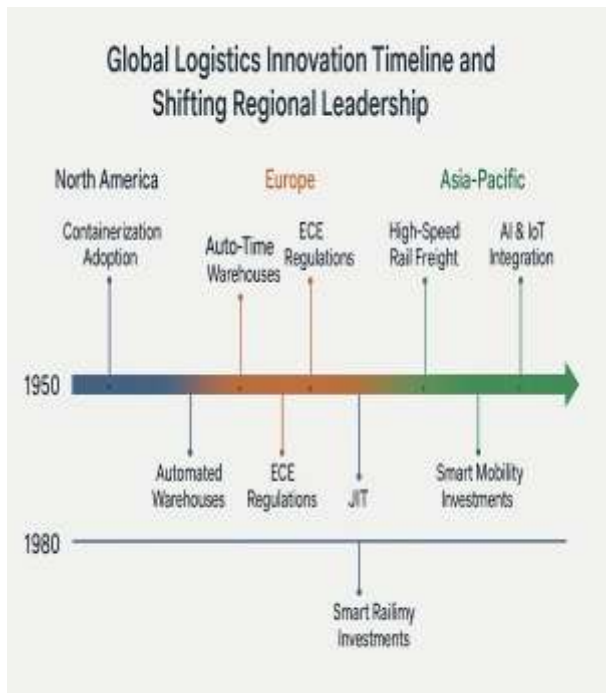 Global Logistics Innovation Timeline and
Shifting Regional Leadership
North America
Europe
Asia-Pacific
Containerization
Adoption
Auto-Time
Warehouses
ECE
Regulations
High-Speed
Rail Freight
AI & IoT
Integration
1950
Automated
Warehouses
ECE
Regulations
JIT
Smart Mobility
Investments
1980
Smart Railimy
Investments